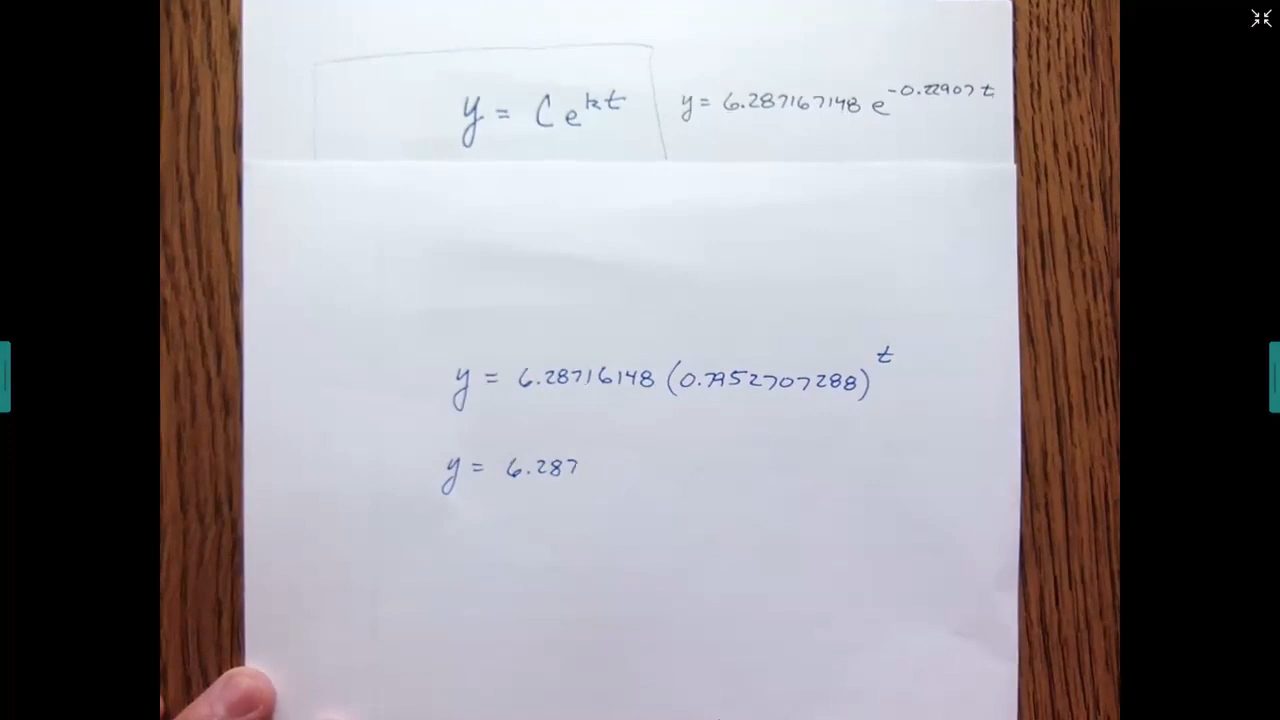 y = Ce^{kt}
y = 6.287167148 e^{-0.22907 t}
y = 6.28716148 (0.7952707288)^t
y = 6.287